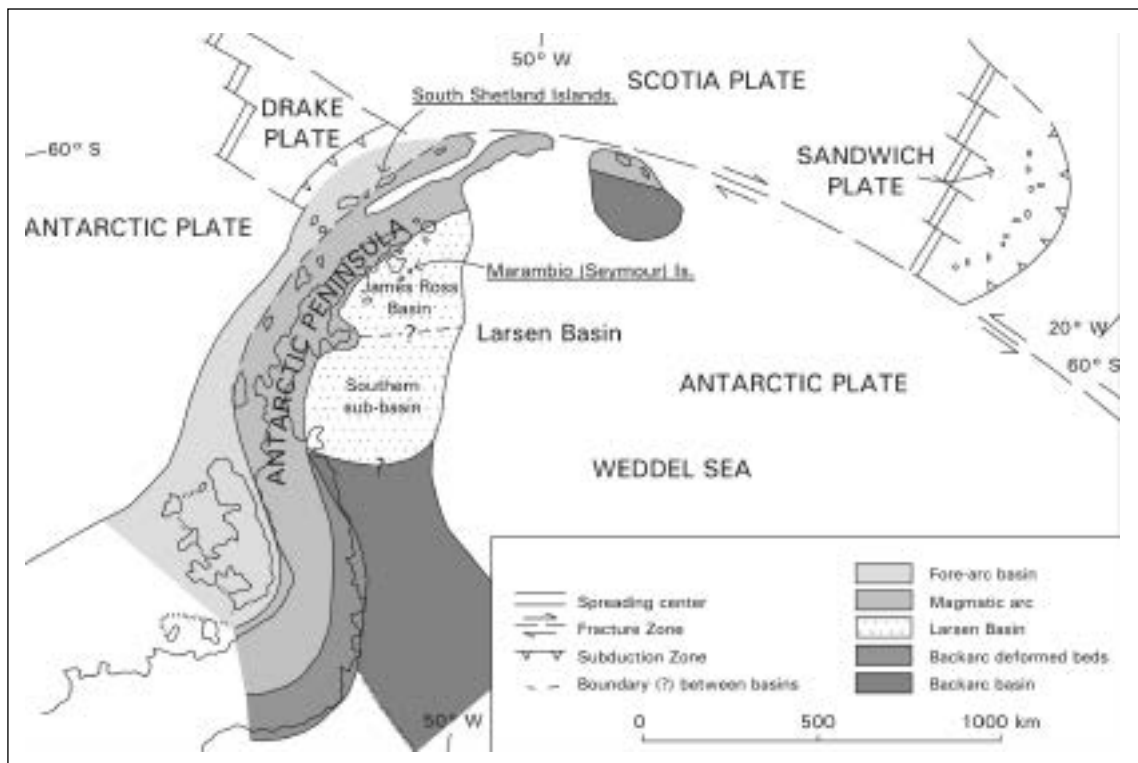 50° W
SCOTIA PLATE
South Shetland Islands.
DRAKE
PLATE
60° S
SANDWICH
PLATE
ANTARCTIC PLATE
ANTARCTIC PENINSULA
Marambio (Seymour) Is.
James Ross
Basin
?
Larsen Basin
20° W
60° S
Southern
sub-basin
ANTARCTIC PLATE
?
WEDDEL SEA
Spreading center
Fracture Zone
Subduction Zone
Boundary (?) between basins
Fore-arc basin
Magmatic arc
Larsen Basin
Backarc deformed beds
Backarc basin
50° W
0 500 1000 km